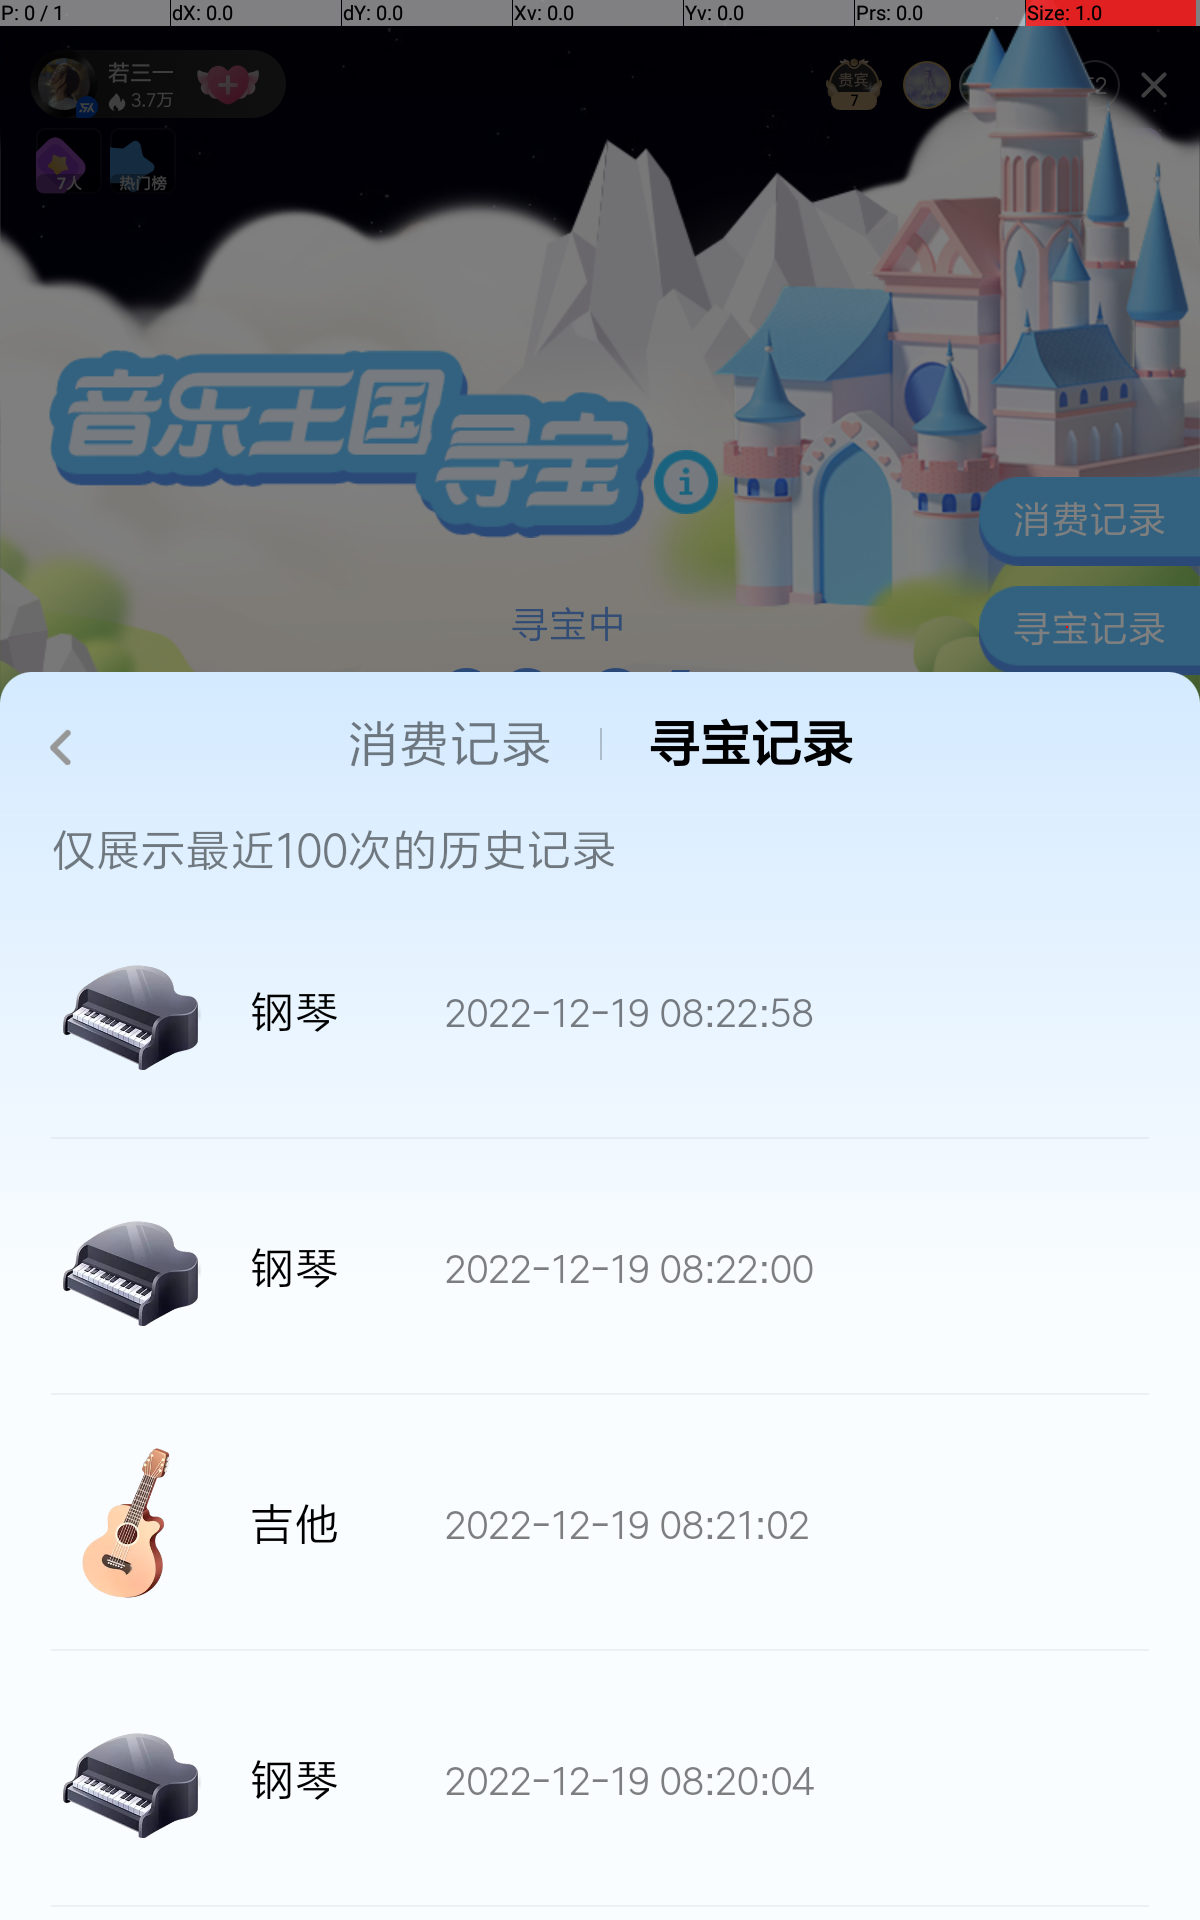 P: 0 / 1 dX: 0.0 dY: 0.0 Xv: 0.0 Yv: 0.0 Prs: 0.0 Size: 1.0
若三一
3.7万
贵宾
7
7人
热门榜
音乐王国
寻宝
消费记录
寻宝中
寻宝记录
消费记录 寻宝记录
仅展示最近100次的历史记录
钢琴 2022-12-19 08:22:58
钢琴 2022-12-19 08:22:00
吉他 2022-12-19 08:21:02
钢琴 2022-12-19 08:20:04